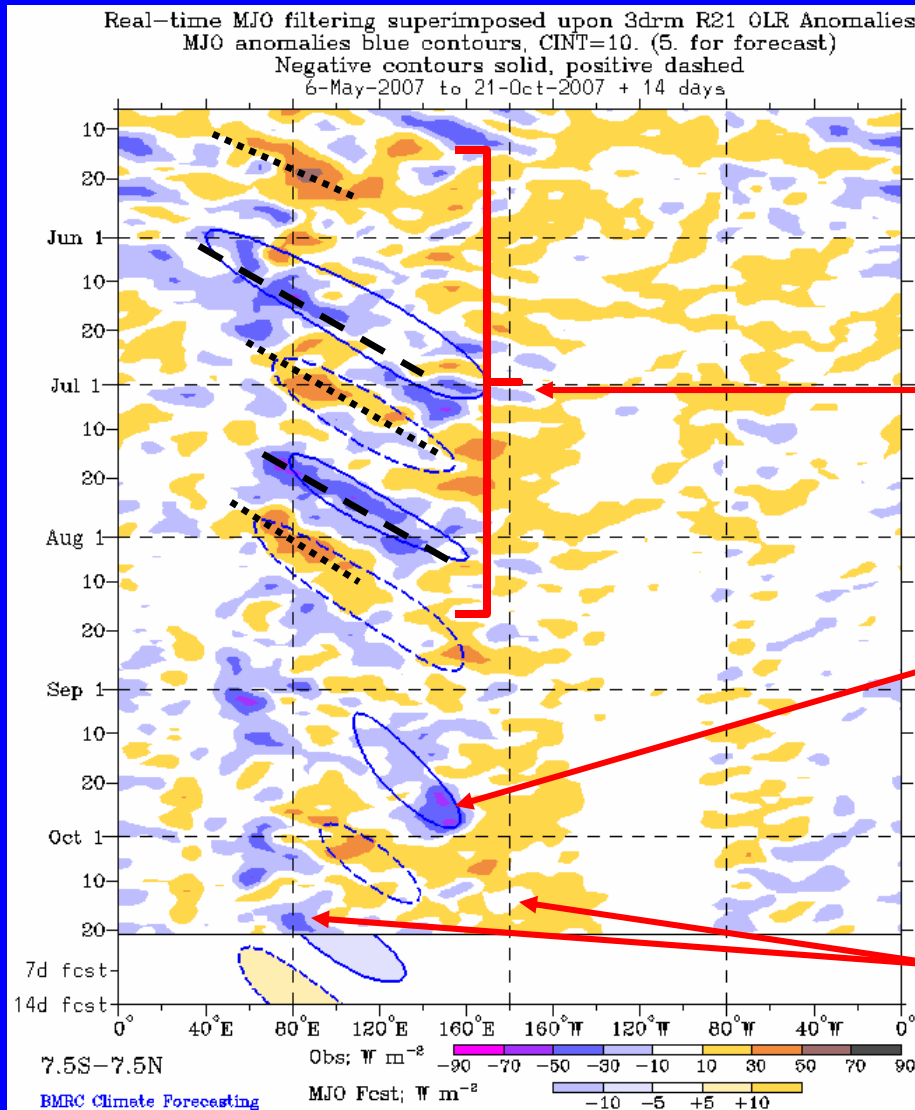 Real-time MJO filtering superimposed upon 3drm R21 OLR Anomalies
MJO anomalies blue contours, CINT=10. (5. for forecast)
Negative contours solid, positive dashed
6-May-2007 to 21-Oct-2007 + 14 days
10
20
Jun 1
10
20
Jul 1
10
20
Aug 1
10
20
Sep 1
10
20
Oct 1
10
20
7d fcst
14d fcst
0° 40°E 80°E 120°E 160°E 160°W 120°W 80°W 40°W 0°
7.5S-7.5N
Obs; W m⁻²
-90 -70 -50 -30 -10 10 30 50 70 90
BMRC Climate Forecasting
MJO Fcst; W m⁻²
-10 -5 +5 +10